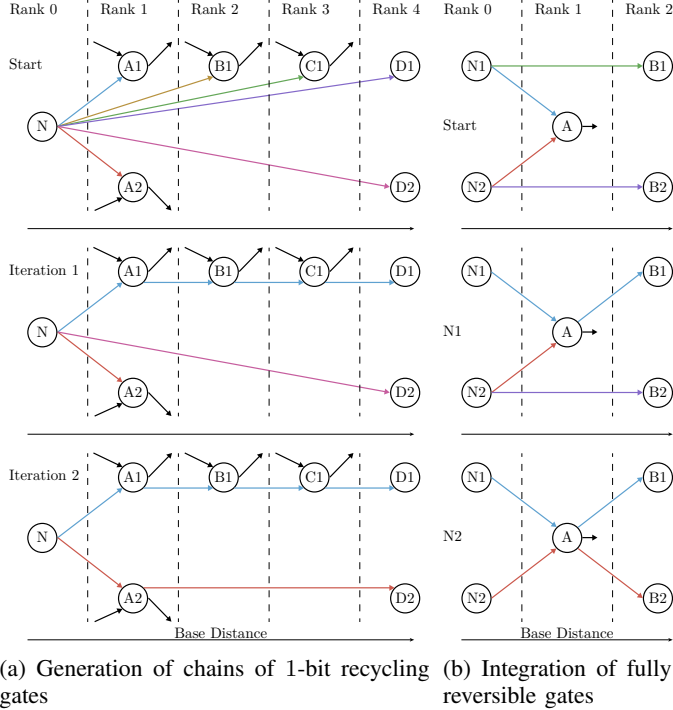 Rank 0 Rank 1 Rank 2 Rank 3 Rank 4
Start
A1 B1 C1 D1
N
A2 D2
Iteration 1
A1 B1 C1 D1
N
A2 D2
Iteration 2
A1 B1 C1 D1
N
A2 D2
Base Distance
(a) Generation of chains of 1-bit recycling
gates
Rank 0 Rank 1 Rank 2
N1 B1
Start A
N2 B2
N1 B1
N1 A
N2 B2
N1 B1
N2 A
N2 B2
Base Distance
(b) Integration of fully
reversible gates